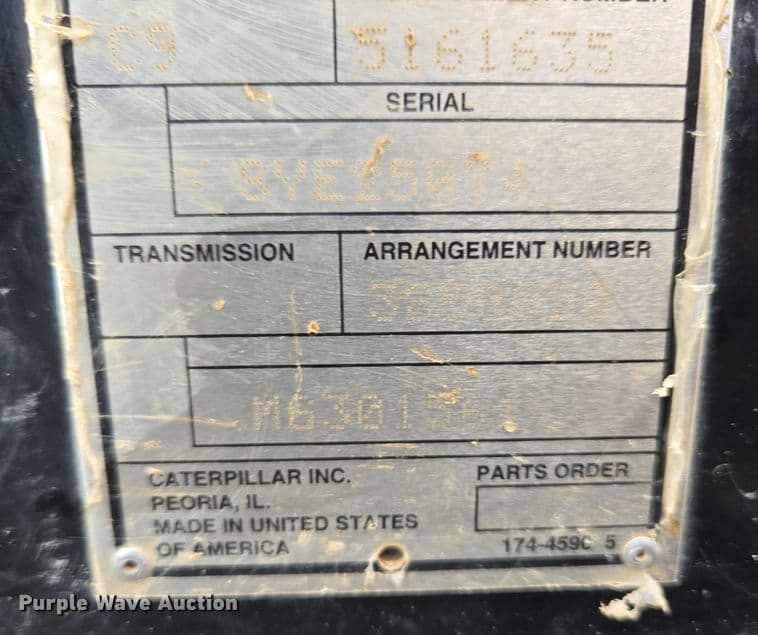 C9 5161635
SERIAL
TRANSMISSION ARRANGEMENT NUMBER
CATERPILLAR INC. PARTS ORDER
PEORIA, IL.
MADE IN UNITED STATES
OF AMERICA 174-459C 5
Purple Wave Auction